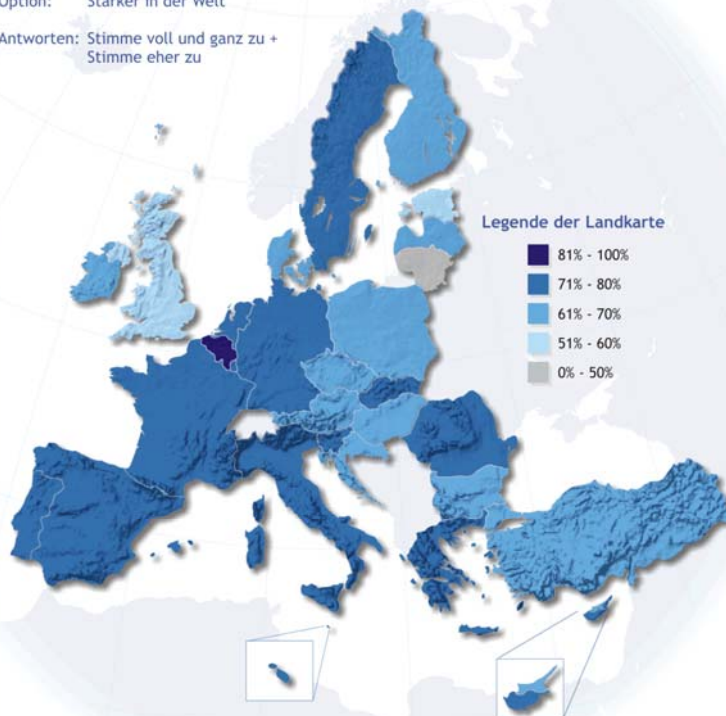 Option: Stärker in der Welt
Antworten: Stimme voll und ganz zu +
Stimme eher zu
Legende der Landkarte
81% - 100%
71% - 80%
61% - 70%
51% - 60%
0% - 50%